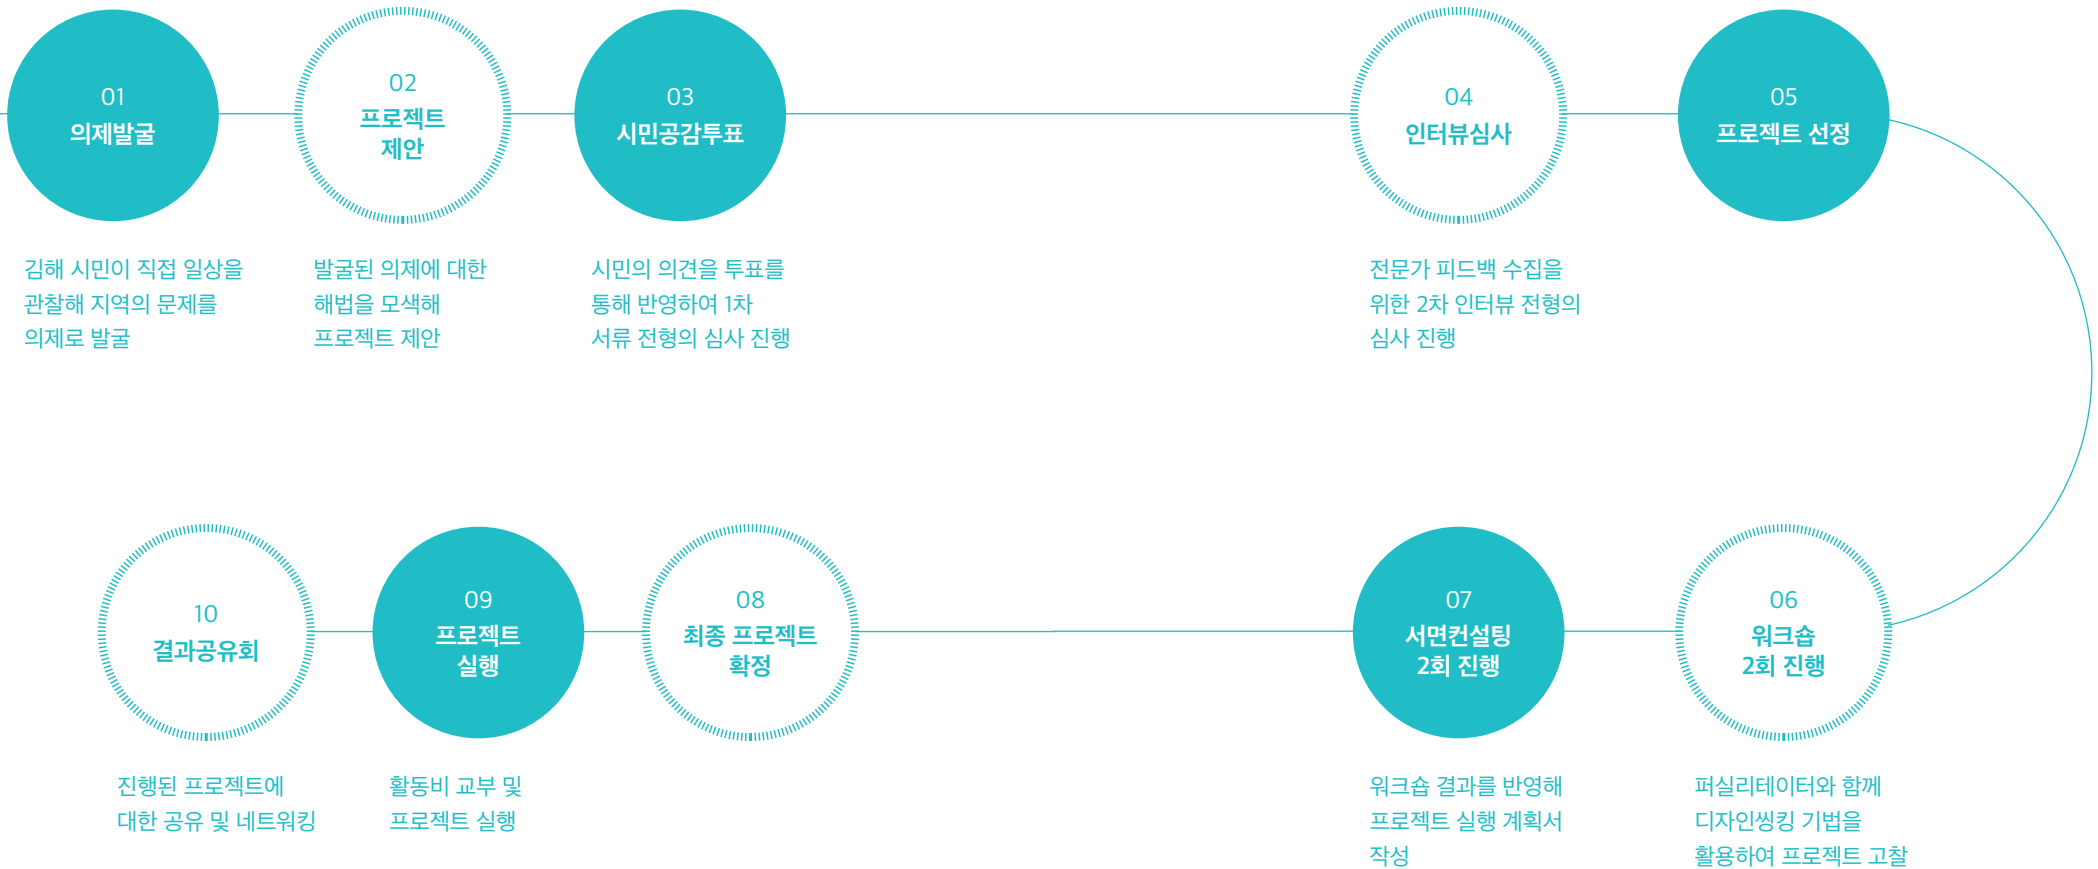 01
의제발굴
김해 시민이 직접 일상을
관찰해 지역의 문제를
의제로 발굴
02
프로젝트
제안
발굴된 의제에 대한
해법을 모색해
프로젝트 제안
03
시민공감투표
시민의 의견을 투표를
통해 반영하여 1차
서류 전형의 심사 진행
04
인터뷰심사
전문가 피드백 수집을
위한 2차 인터뷰 전형의
심사 진행
05
프로젝트 선정
06
워크숍
2회 진행
퍼실리테이터와 함께
디자인씽킹 기법을
활용하여 프로젝트 고찰
07
서면컨설팅
2회 진행
워크숍 결과를 반영해
프로젝트 실행 계획서
작성
08
최종 프로젝트
확정
09
프로젝트
실행
활동비 교부 및
프로젝트 실행
10
결과공유회
진행된 프로젝트에
대한 공유 및 네트워킹